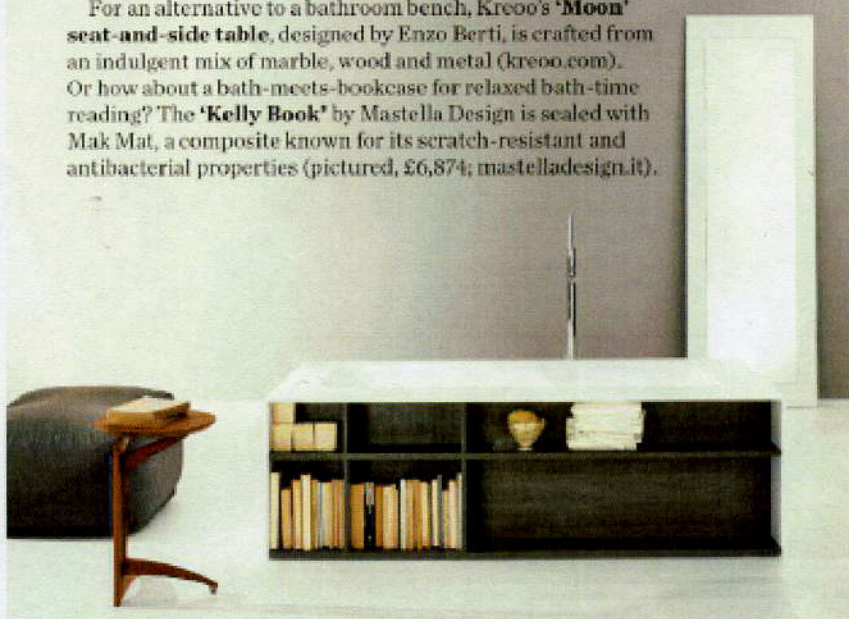 For an alternative to a bathroom bench, Kreoo's 'Moon'
seat-and-side table, designed by Enzo Berti, is crafted from
an indulgent mix of marble, wood and metal (kreoo.com).
Or how about a bath-meets-bookcase for relaxed bath-time
reading? The 'Kelly Book' by Mastella Design is sealed with
Mak Mat, a composite known for its scratch-resistant and
antibacterial properties (pictured, £6,874; mastelladesign.it).